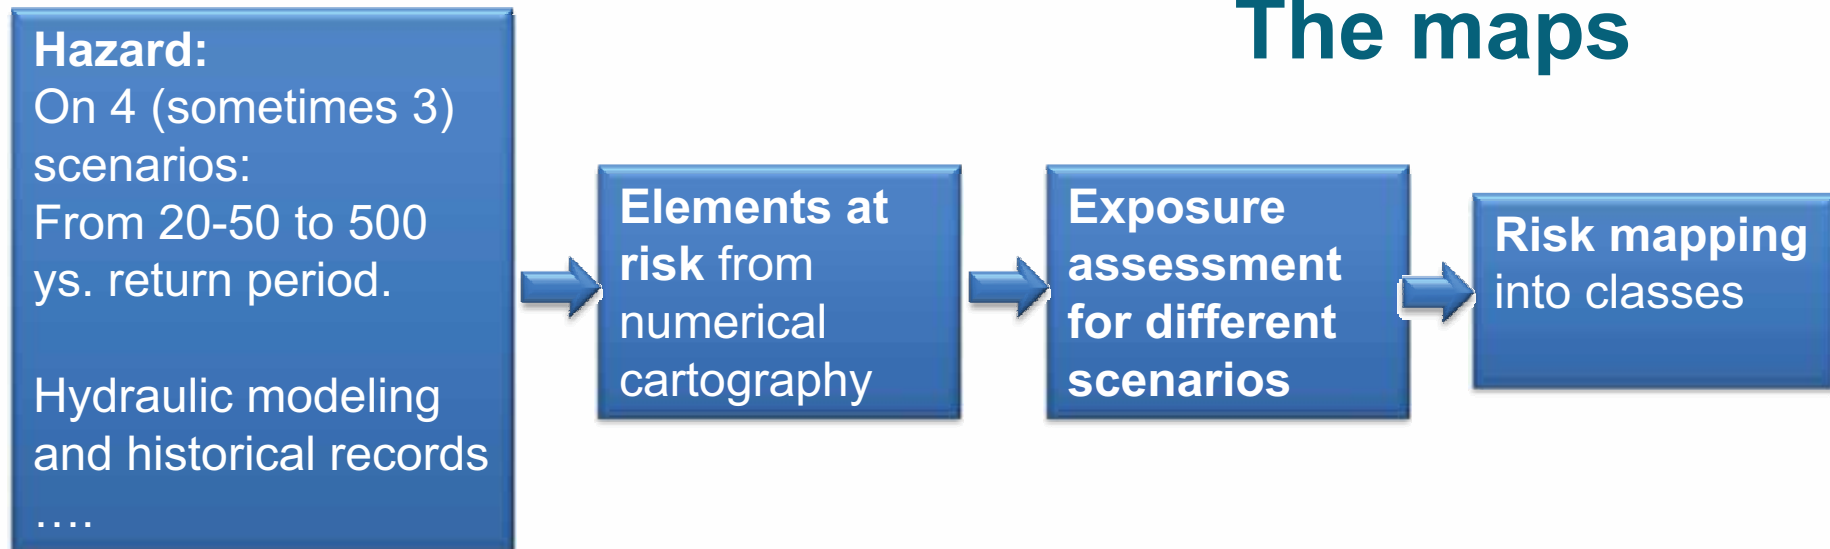 The maps
Hazard:
On 4 (sometimes 3)
scenarios:
From 20-50 to 500
ys. return period.
Hydraulic modeling
and historical records
….
Elements at
risk from
numerical
cartography
Exposure
assessment
for different
scenarios
Risk mapping
into classes